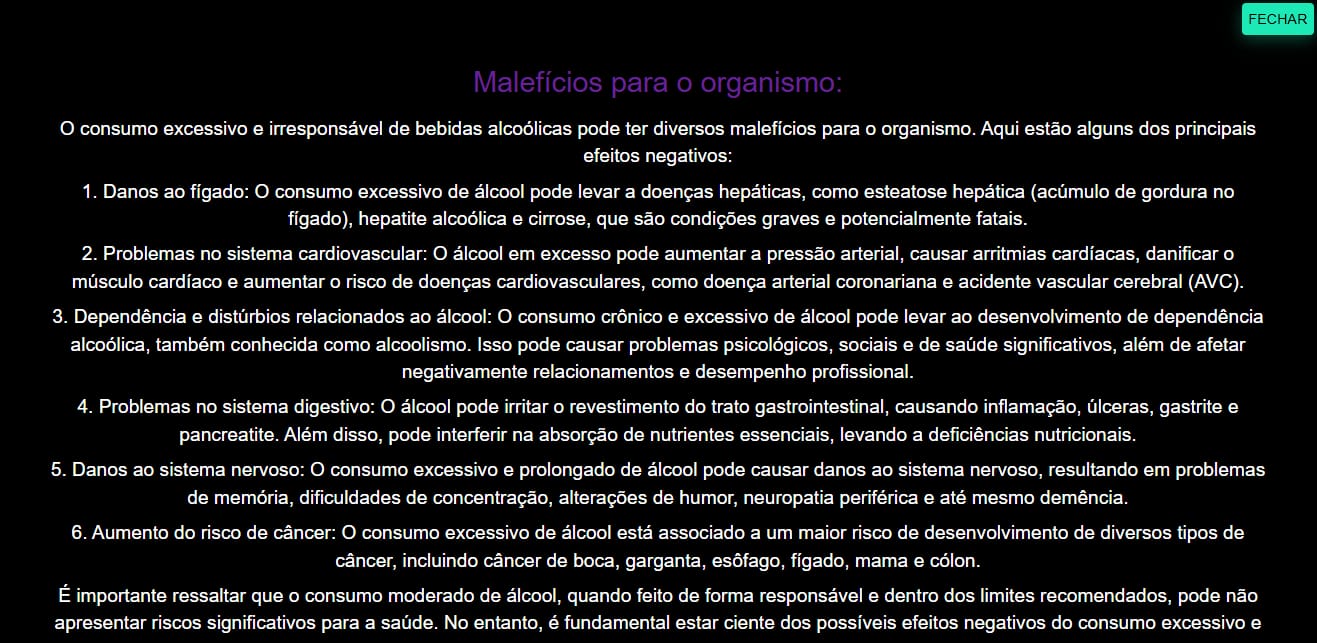 FECHAR
Malefícios para o organismo:
O consumo excessivo e irresponsável de bebidas alcoólicas pode ter diversos malefícios para o organismo. Aqui estão alguns dos principais
efeitos negativos:
1. Danos ao fígado: O consumo excessivo de álcool pode levar a doenças hepáticas, como esteatose hepática (acúmulo de gordura no
fígado), hepatite alcoólica e cirrose, que são condições graves e potencialmente fatais.
2. Problemas no sistema cardiovascular: O álcool em excesso pode aumentar a pressão arterial, causar arritmias cardíacas, danificar o
músculo cardíaco e aumentar o risco de doenças cardiovasculares, como doença arterial coronariana e acidente vascular cerebral (AVC).
3. Dependência e distúrbios relacionados ao álcool: O consumo crônico e excessivo de álcool pode levar ao desenvolvimento de dependência
alcoólica, também conhecida como alcoolismo. Isso pode causar problemas psicológicos, sociais e de saúde significativos, além de afetar
negativamente relacionamentos e desempenho profissional.
4. Problemas no sistema digestivo: O álcool pode irritar o revestimento do trato gastrointestinal, causando inflamação, úlceras, gastrite e
pancreatite. Além disso, pode interferir na absorção de nutrientes essenciais, levando a deficiências nutricionais.
5. Danos ao sistema nervoso: O consumo excessivo e prolongado de álcool pode causar danos ao sistema nervoso, resultando em problemas
de memória, dificuldades de concentração, alterações de humor, neuropatia periférica e até mesmo demência.
6. Aumento do risco de câncer: O consumo excessivo de álcool está associado a um maior risco de desenvolvimento de diversos tipos de
câncer, incluindo câncer de boca, garganta, esôfago, fígado, mama e cólon.
É importante ressaltar que o consumo moderado de álcool, quando feito de forma responsável e dentro dos limites recomendados, pode não
apresentar riscos significativos para a saúde. No entanto, é fundamental estar ciente dos possíveis efeitos negativos do consumo excessivo e